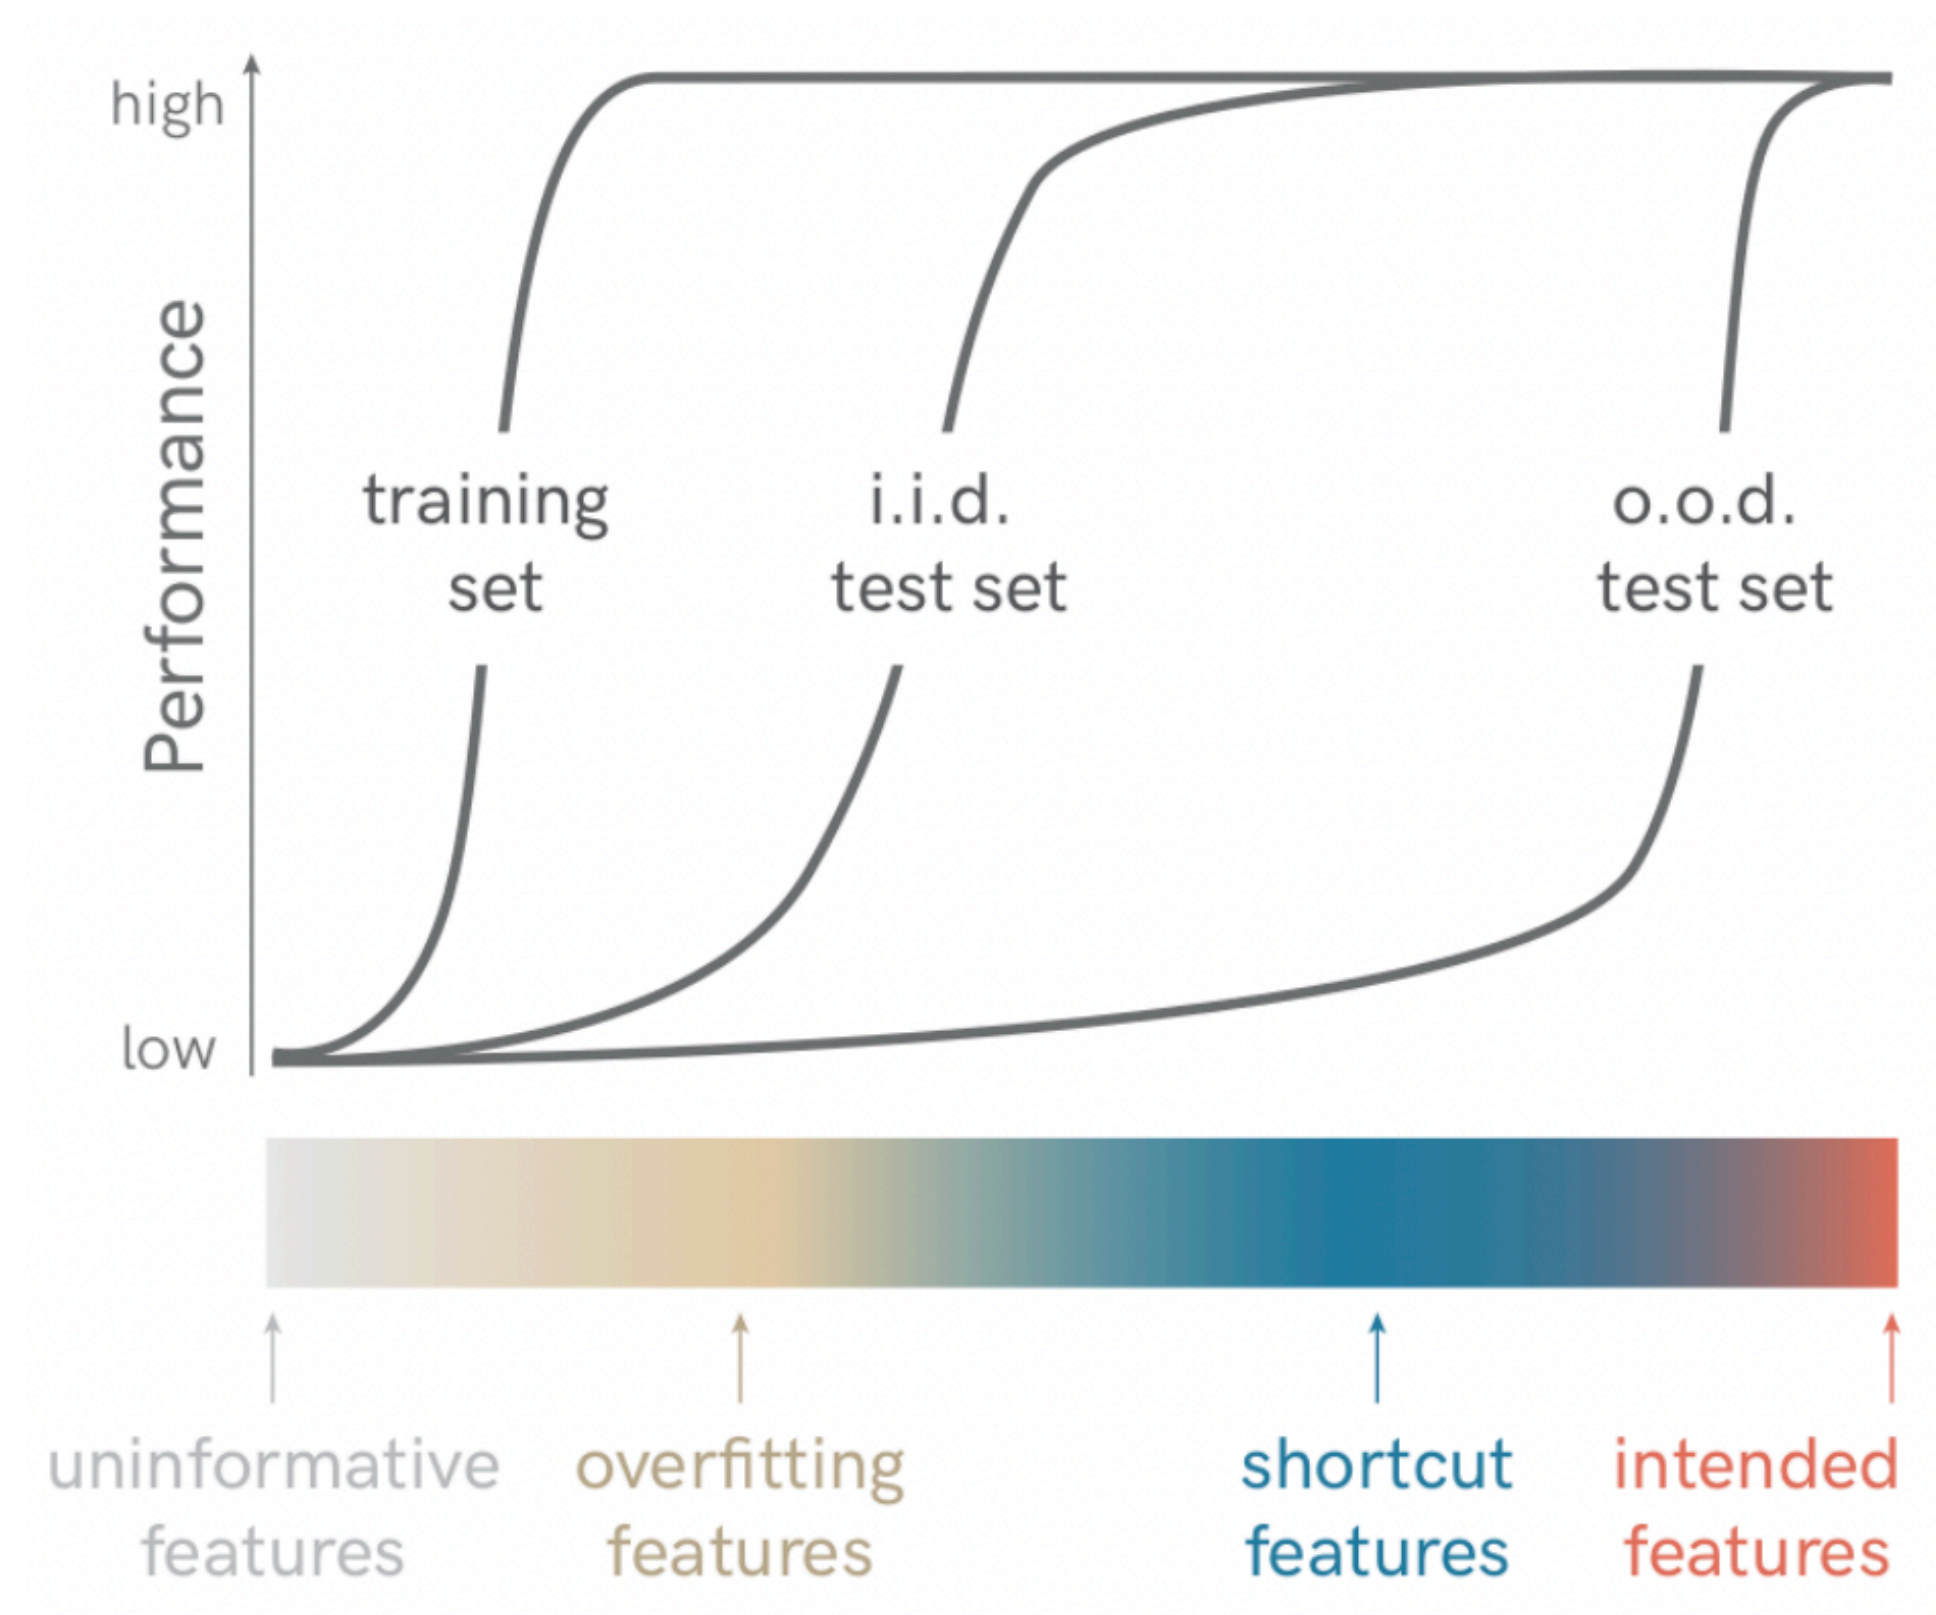 high
Performance
low
training
set
i.i.d.
test set
o.o.d.
test set
uninformative
features
overfitting
features
shortcut
features
intended
features